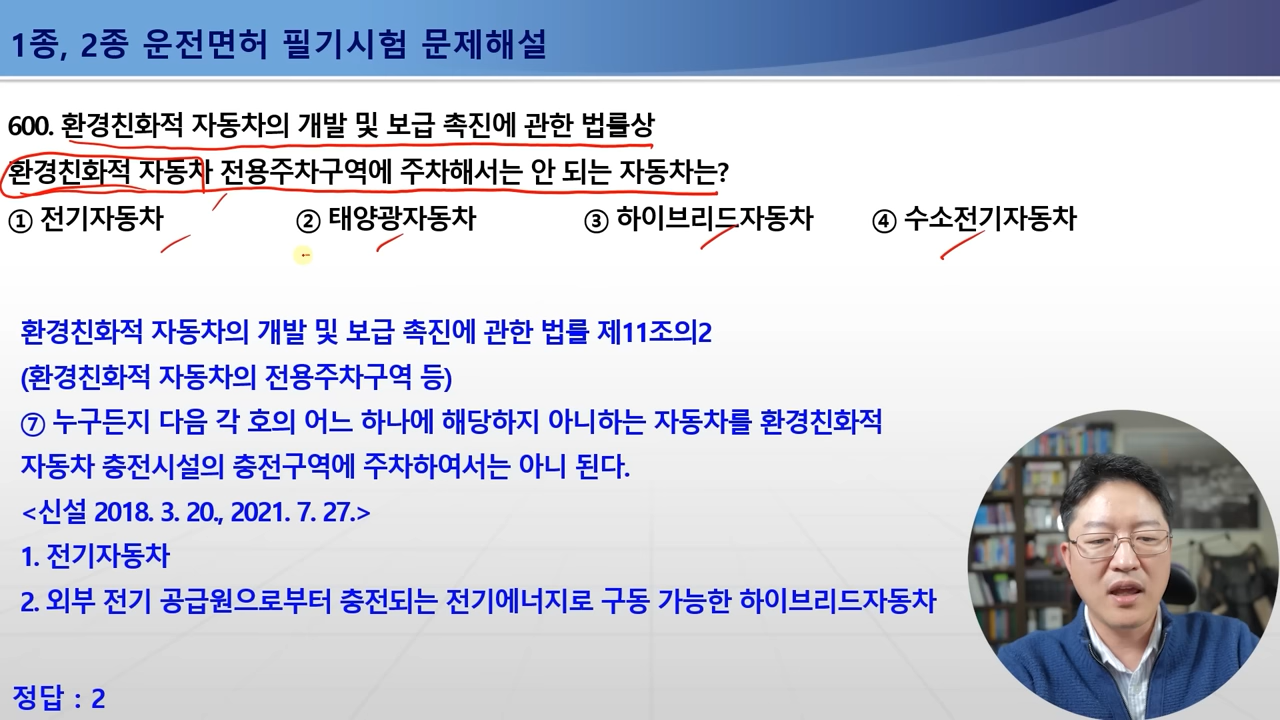 1종, 2종 운전면허 필기시험 문제해설
600. 환경친화적 자동차의 개발 및 보급 촉진에 관한 법률상
환경친화적 자동차 전용주차구역에 주차해서는 안 되는 자동차는?
① 전기자동차 ② 태양광자동차 ③ 하이브리드자동차 ④ 수소전기자동차
환경친화적 자동차의 개발 및 보급 촉진에 관한 법률 제11조의2
(환경친화적 자동차의 전용주차구역 등)
⑦ 누구든지 다음 각 호의 어느 하나에 해당하지 아니하는 자동차를 환경친화적
자동차 충전시설의 충전구역에 주차하여서는 아니 된다.
<신설 2018. 3. 20., 2021. 7. 27.>
1. 전기자동차
2. 외부 전기 공급원으로부터 충전되는 전기에너지로 구동 가능한 하이브리드자동차
정답 : 2